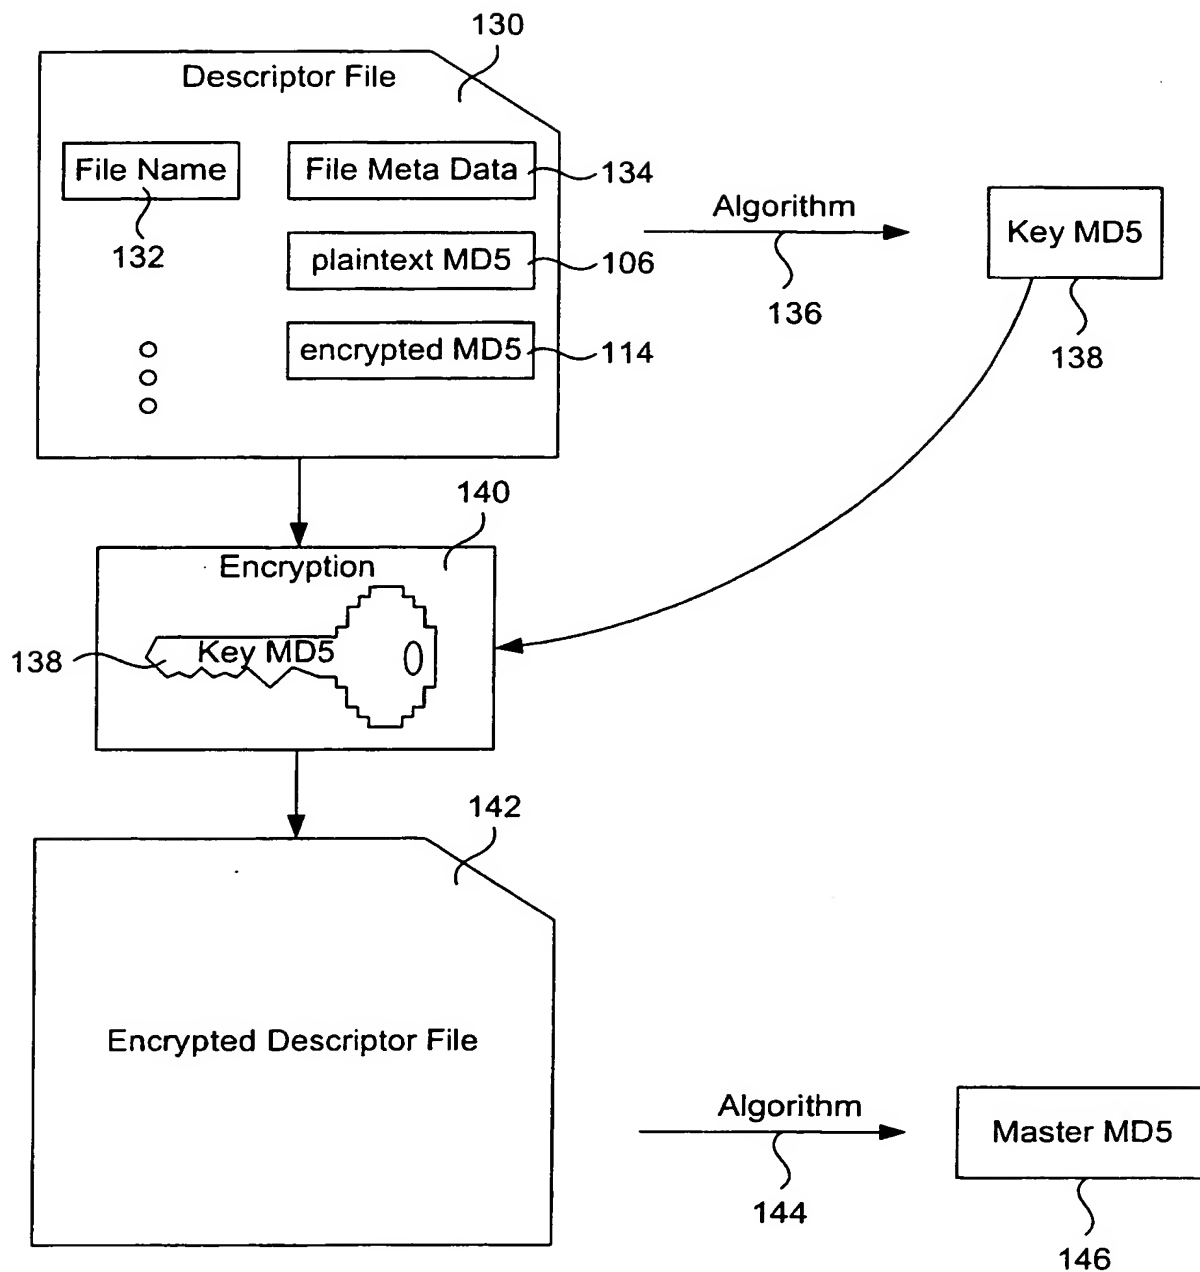 130
Descriptor File
File Name
132
File Meta Data
134
plaintext MD5
106
encrypted MD5
114
Algorithm
136
Key MD5
138
140
Encryption
Key MD5
138
142
Encrypted Descriptor File
Algorithm
144
Master MD5
146